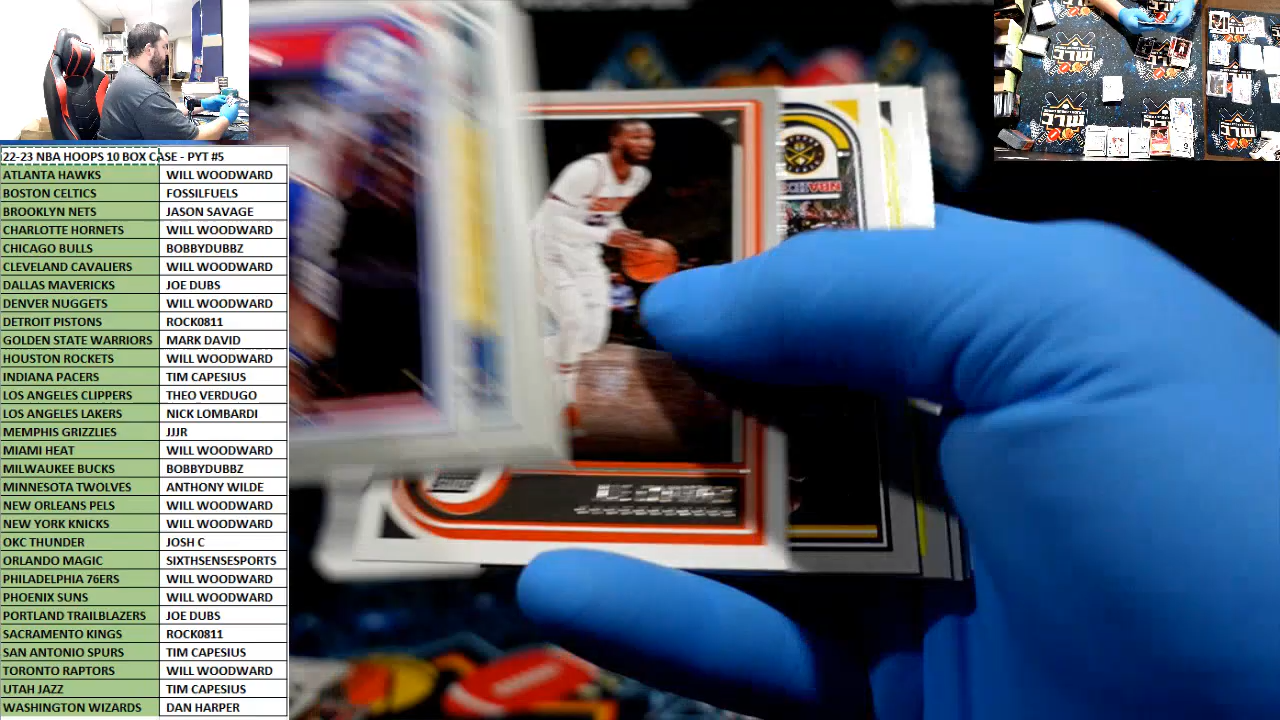 22-23 NBA HOOPS 10 BOX CASE - PYT #5
ATLANTA HAWKS WILL WOODWARD
BOSTON CELTICS FOSSILFUELS
BROOKLYN NETS JASON SAVAGE
CHARLOTTE HORNETS WILL WOODWARD
CHICAGO BULLS BOBBYDUBBZ
CLEVELAND CAVALIERS WILL WOODWARD
DALLAS MAVERICKS JOE DUBS
DENVER NUGGETS WILL WOODWARD
DETROIT PISTONS ROCK0811
GOLDEN STATE WARRIORS MARK DAVID
HOUSTON ROCKETS WILL WOODWARD
INDIANA PACERS TIM CAPESIUS
LOS ANGELES CLIPPERS THEO VERDUGO
LOS ANGELES LAKERS NICK LOMBARDI
MEMPHIS GRIZZLIES JJJR
MIAMI HEAT WILL WOODWARD
MILWAUKEE BUCKS BOBBYDUBBZ
MINNESOTA TWOLVES ANTHONY WILDE
NEW ORLEANS PELS WILL WOODWARD
NEW YORK KNICKS WILL WOODWARD
OKC THUNDER JOSH C
ORLANDO MAGIC SIXTHSENSESPORTS
PHILADELPHIA 76ERS WILL WOODWARD
PHOENIX SUNS WILL WOODWARD
PORTLAND TRAILBLAZERS JOE DUBS
SACRAMENTO KINGS ROCK0811
SAN ANTONIO SPURS TIM CAPESIUS
TORONTO RAPTORS WILL WOODWARD
UTAH JAZZ TIM CAPESIUS
WASHINGTON WIZARDS DAN HARPER